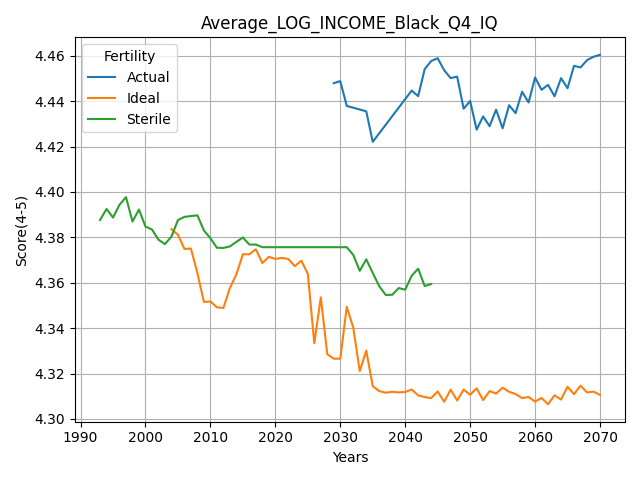 Average_LOG_INCOME_Black_Q4_IQ
Fertility
Actual
Ideal
Sterile
Score(4-5)
4.46
4.44
4.42
4.40
4.38
4.36
4.34
4.32
4.30
1990
2000
2010
2020
2030
2040
2050
2060
2070
Years